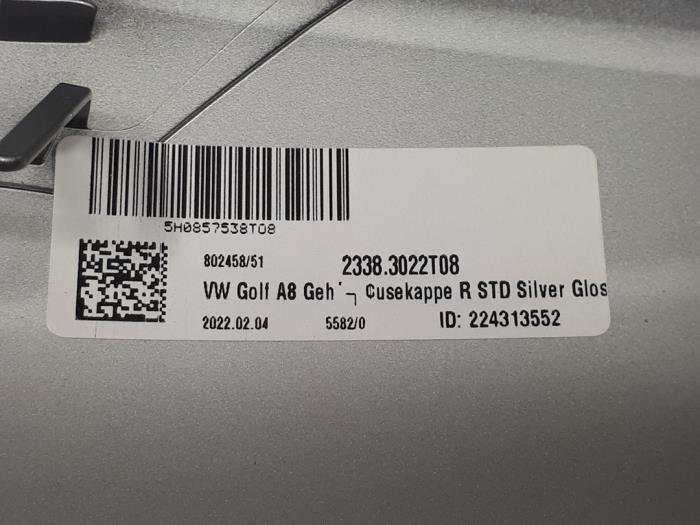 5H0857538T08
802458/51
2338.3022T08
VW Golf A8 Geh´¬ ¢usekappe R STD Silver Glos
2022.02.04
5582/0
ID: 224313552